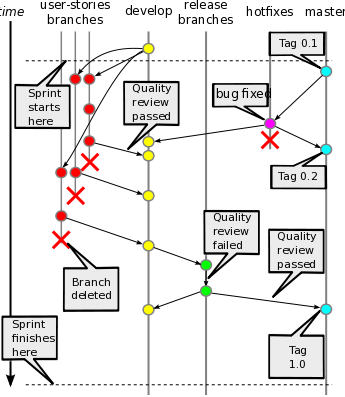 time
user-stories
branches
develop
release
branches
hotfixes
master
Tag 0.1
Sprint
starts
here
Quality
review
passed
bug fixed
Tag 0.2
Quality
review
failed
Quality
review
passed
Branch
deleted
Sprint
finishes
here
Tag
1.0